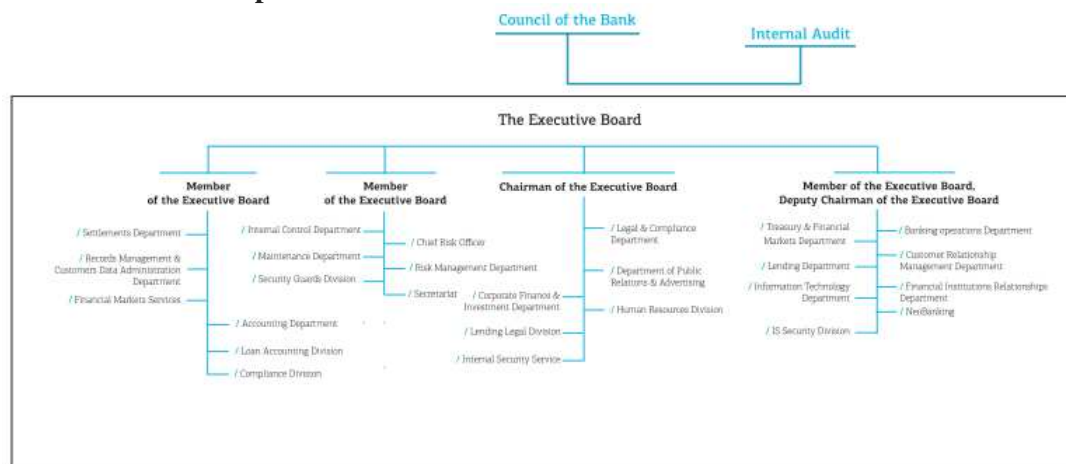 Council of the Bank
Internal Audit
The Executive Board
Member
of the Executive Board
/ Settlements Department
/ Records Management &
Customers Data Administration
Department
/ Financial Markets Services
/ Accounting Department
/ Loan Accounting Division
/ Compliance Division
Member
of the Executive Board
/ Internal Control Department
/ Chief Risk Officer
/ Maintenance Department
/ Risk Management Department
/ Security Guards Division
/ Secretariat
Chairman of the Executive Board
/ Legal & Compliance
Department
/ Department of Public
Relations & Advertising
/ Corporate Finance &
Investment Department
/ Human Resources Division
/ Lending Legal Division
/ Internal Security Service
Member of the Executive Board,
Deputy Chairman of the Executive Board
/ Treasury & Financial
Markets Department
/ Banking operations Department
/ Customer Relationship
Management Department
/ Lending Department
/ Information Technology
Department
/ Financial Institutions Relationships
Department
/ NeoBanking
/ IS Security Division